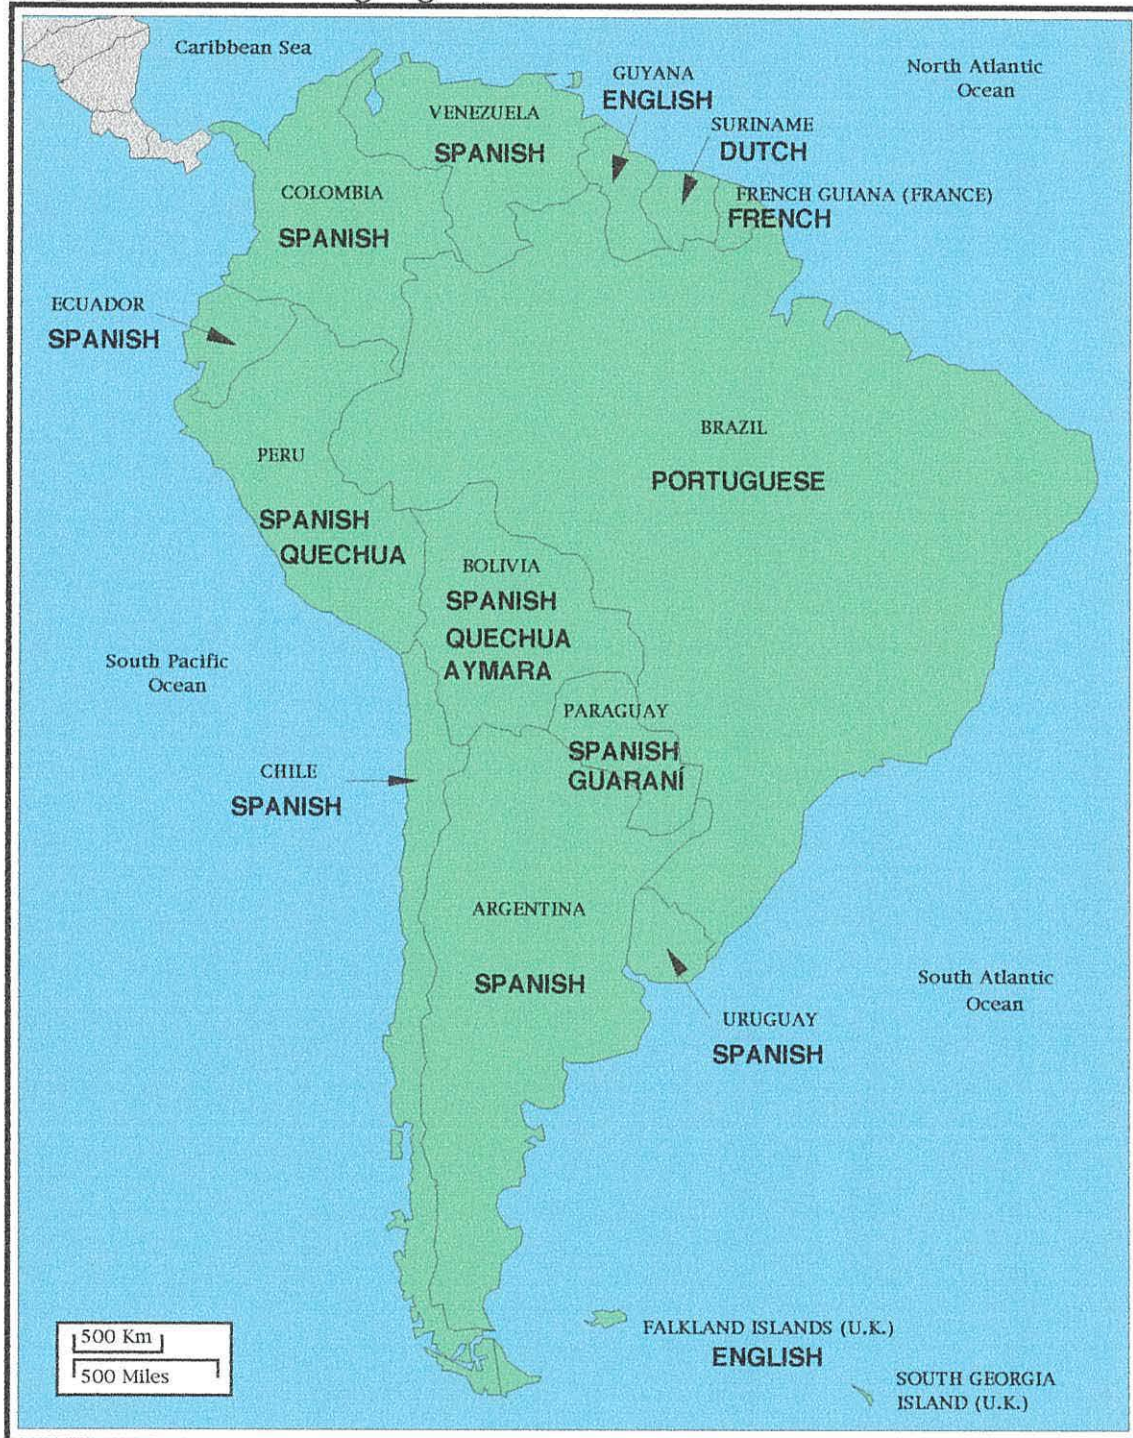 Caribbean Sea
North Atlantic
Ocean
GUYANA
ENGLISH
VENEZUELA
SPANISH
SURINAME
DUTCH
COLOMBIA
SPANISH
FRENCH GUIANA (FRANCE)
FRENCH
ECUADOR
SPANISH
BRAZIL
PORTUGUESE
PERU
SPANISH
QUECHUA
BOLIVIA
SPANISH
QUECHUA
AYMARA
South Pacific
Ocean
PARAGUAY
SPANISH
GUARANÍ
CHILE
SPANISH
ARGENTINA
SPANISH
South Atlantic
Ocean
URUGUAY
SPANISH
500 Km
500 Miles
FALKLAND ISLANDS (U.K.)
ENGLISH
SOUTH GEORGIA
ISLAND (U.K.)